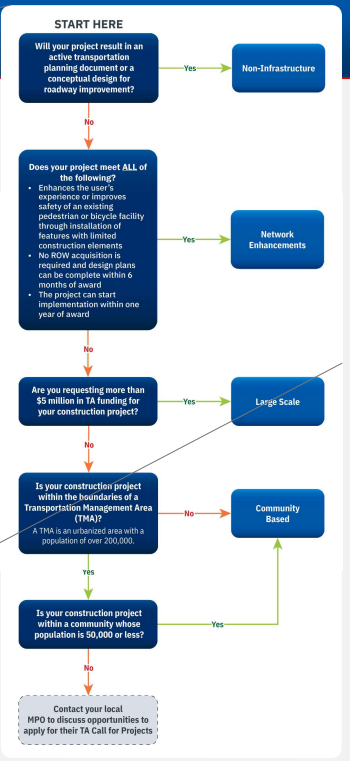 START HERE
Will your project result in an
active transportation
planning document or a
conceptual design for
roadway improvement?
Yes
Non-Infrastructure
No
Does your project meet ALL of
the following?
• Enhances the user's
experience or improves
safety of an existing
pedestrian or bicycle facility
through installation of
features with limited
construction elements
• No ROW acquisition is
required and design plans
can be complete within 6
months of award
• The project can start
implementation within one
year of award
Yes
Network
Enhancements
No
Are you requesting more than
$5 million in TA funding for
your construction project?
Yes
Large Scale
No
Is your construction project
within the boundaries of a
Transportation Management Area
(TMA)?
A TMA is an urbanized area with a
population of over 200,000.
No
Community
Based
Yes
Is your construction project
within a community whose
population is 50,000 or less?
Yes
No
Contact your local
MPO to discuss opportunities to
apply for their TA Call for Projects